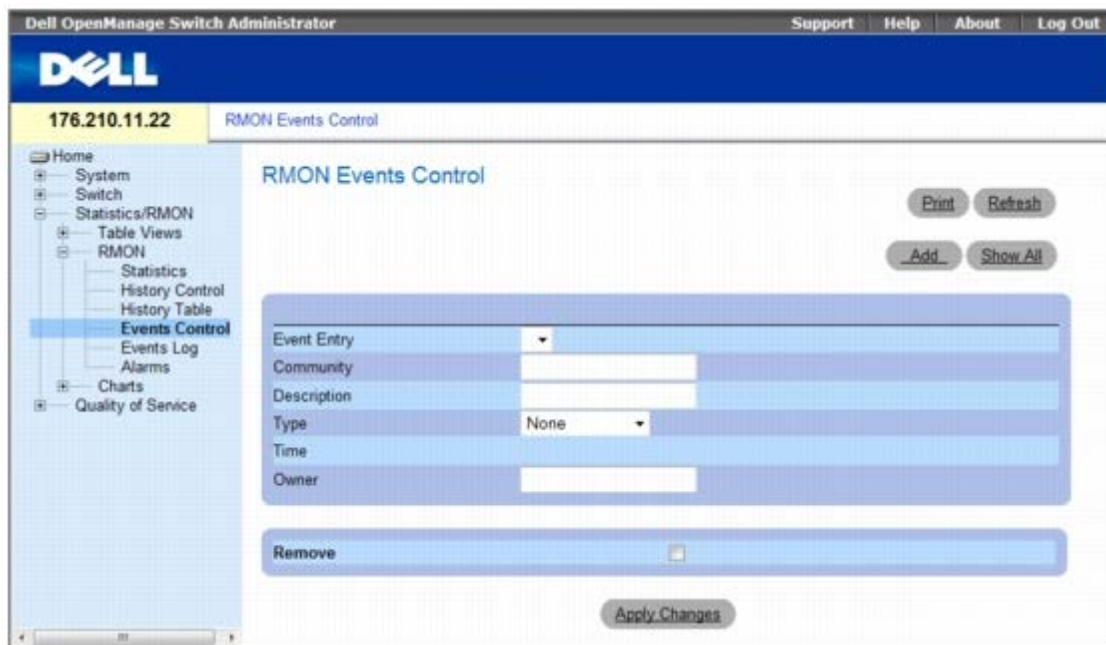 Dell OpenManage Switch Administrator
Support Help About Log Out
DELL
176.210.11.22
RMON Events Control
Home
System
Switch
Statistics/RMON
Table Views
RMON
Statistics
History Control
History Table
Events Control
Events Log
Alarms
Charts
Quality of Service
RMON Events Control
Print Refresh
Add Show All
Event Entry
Community
Description
Type None
Time
Owner
Remove
Apply Changes